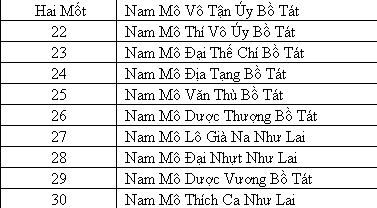 Hai Mốt Nam Mô Vô Tận Úy Bồ Tát
22 Nam Mô Thí Vô Úy Bồ Tát
23 Nam Mô Đại Thế Chí Bồ Tát
24 Nam Mô Địa Tạng Bồ Tát
25 Nam Mô Văn Thù Bồ Tát
26 Nam Mô Dược Thượng Bồ Tát
27 Nam Mô Lô Già Na Như Lai
28 Nam Mô Đại Nhựt Như Lai
29 Nam Mô Dược Vương Bồ Tát
30 Nam Mô Thích Ca Như Lai